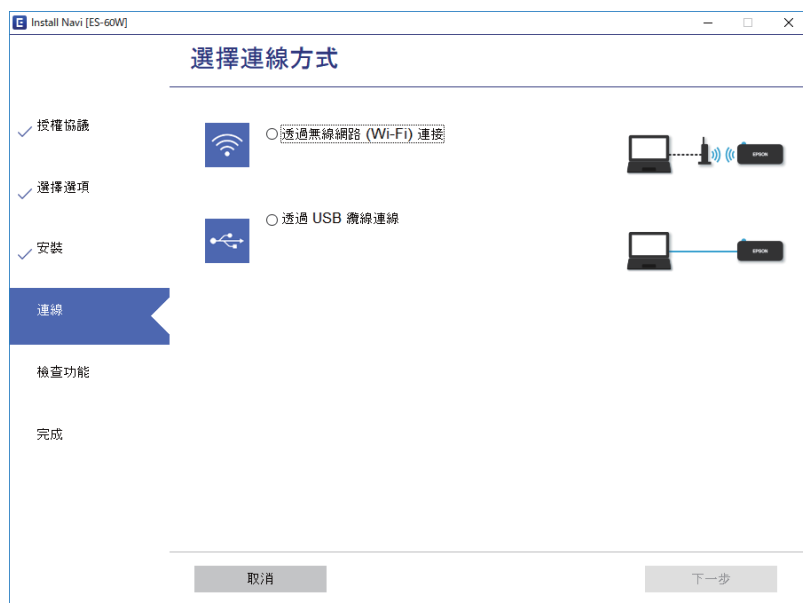 Install Navi [ES-60W]
選擇連線方式
授權協議
選擇選項
安裝
連線
檢查功能
完成
透過無線網路 (Wi-Fi) 連接
EPSON
透過 USB 纜線連線
EPSON
取消
下一步